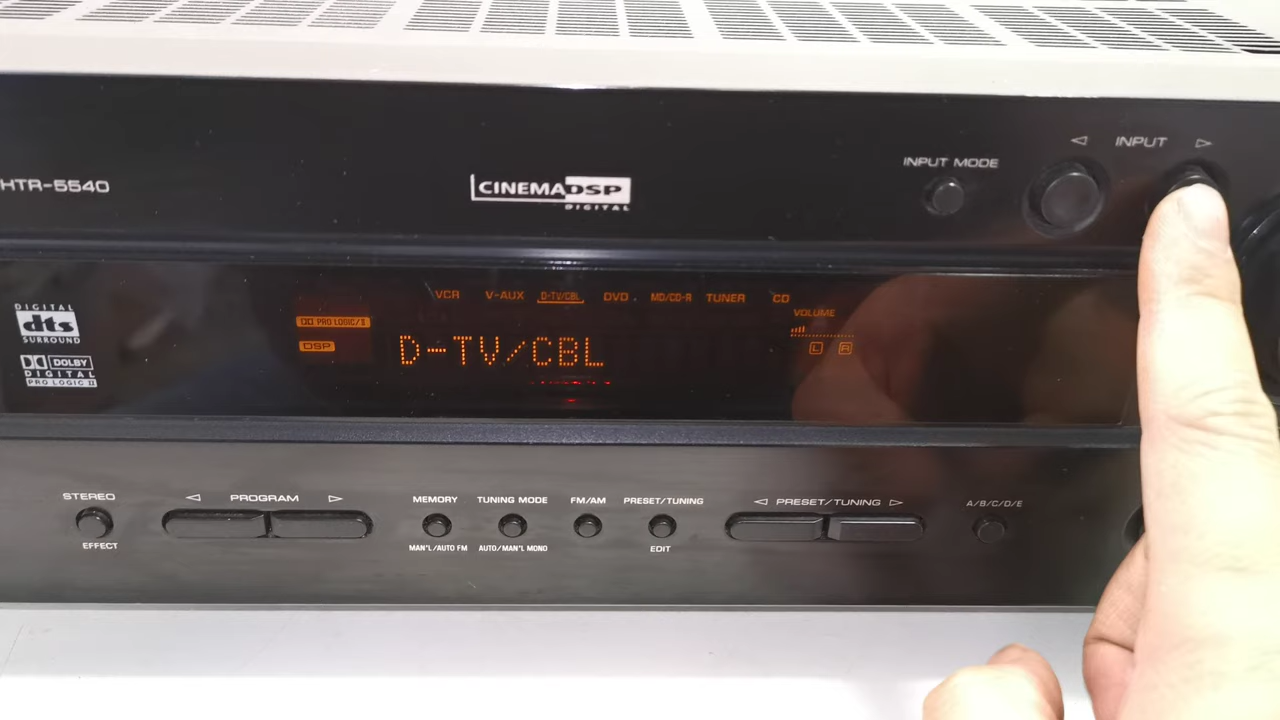 INPUT
INPUT MODE
HTR-5540
CINEMA DSP
DIGITAL
VCR V-AUX D-TV/CBL DVD MD/CD-R TUNER CD
VOLUME
DIGITAL
dts
SURROUND
PRO LOGIC/II
DSP
D-TV/CBL
L R
DOLBY
DIGITAL
PRO LOGIC II
STEREO PROGRAM MEMORY TUNING MODE FM/AM PRESET/TUNING PRESET/TUNING A/B/C/D/E
EFFECT MAN'L/AUTO FM AUTO/MAN'L MONO EDIT